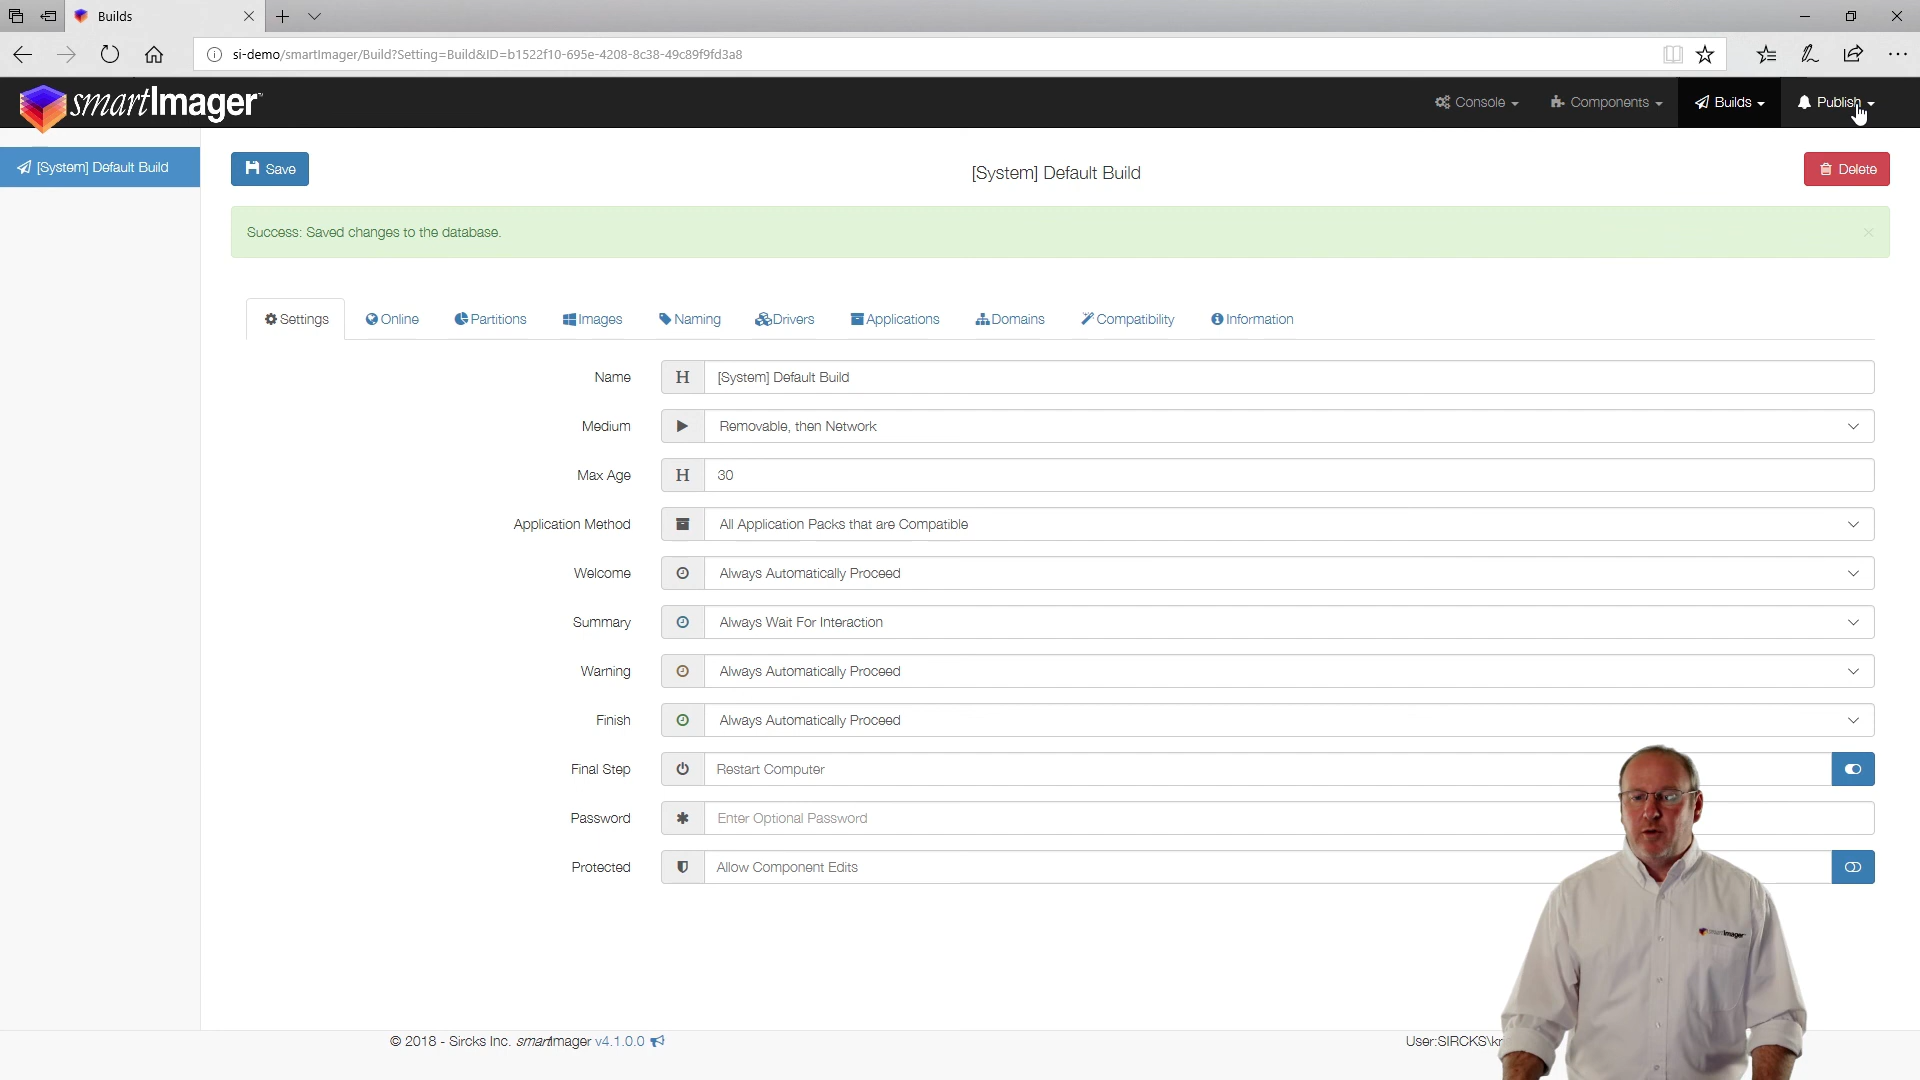 Builds
si-demo/smartImager/Build?Setting=Build&ID=b1522f10-695e-4208-8c38-49c89f9fd3a8
smartImager™
Console
Components
Builds
Publish
[System] Default Build
Save
[System] Default Build
Delete
Success: Saved changes to the database.
Settings
Online
Partitions
Images
Naming
Drivers
Applications
Domains
Compatibility
Information
Name
H
[System] Default Build
Medium
Removable, then Network
Max Age
H
30
Application Method
All Application Packs that are Compatible
Welcome
Always Automatically Proceed
Summary
Always Wait For Interaction
Warning
Always Automatically Proceed
Finish
Always Automatically Proceed
Final Step
Restart Computer
Password
Enter Optional Password
Protected
Allow Component Edits
smartImager
© 2018 - Sircks Inc. smartImager v4.1.0.0
User:SIRCKS\kr